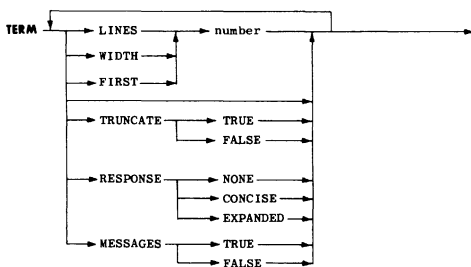 TERM LINES number
WIDTH
FIRST
TRUNCATE TRUE
FALSE
RESPONSE NONE
CONCISE
EXPANDED
MESSAGES TRUE
FALSE